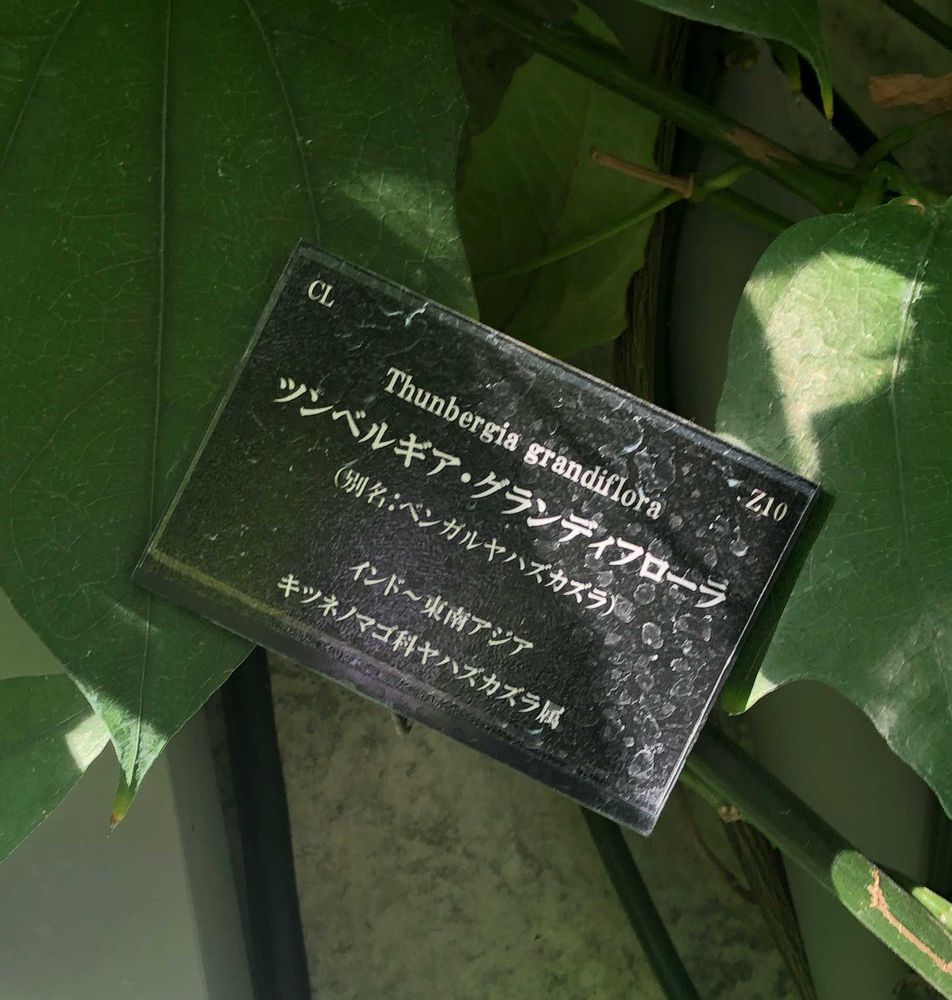 CL
Z10
Thunbergia grandiflora
ツンベルギア・グランディフローラ
(別名:ベンガルヤハズカズラ)
インド～東南アジア
キツネノマゴ科ヤハズカズラ属